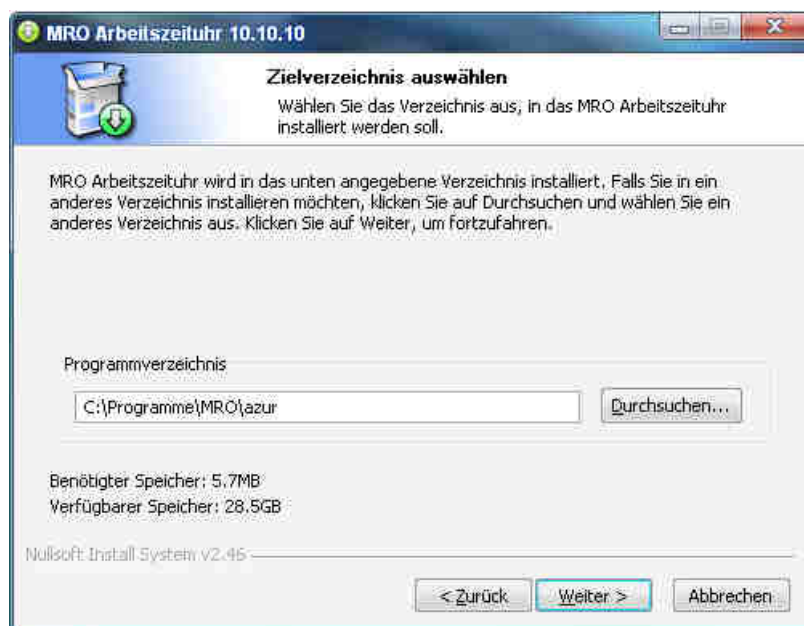 MRO Arbeitszeituhr 10.10.10
Zielverzeichnis auswählen
Wählen Sie das Verzeichnis aus, in das MRO Arbeitszeituhr
installiert werden soll.
MRO Arbeitszeituhr wird in das unten angegebene Verzeichnis installiert. Falls Sie in ein
anderes Verzeichnis installieren möchten, klicken Sie auf Durchsuchen und wählen Sie ein
anderes Verzeichnis aus. Klicken Sie auf Weiter, um fortzufahren.
Programmverzeichnis
C:\Programme\MRO\azur
Durchsuchen...
Benötigter Speicher: 5.7MB
Verfügbarer Speicher: 28.5GB
Nullsoft Install System v2.46
< Zurück
Weiter >
Abbrechen